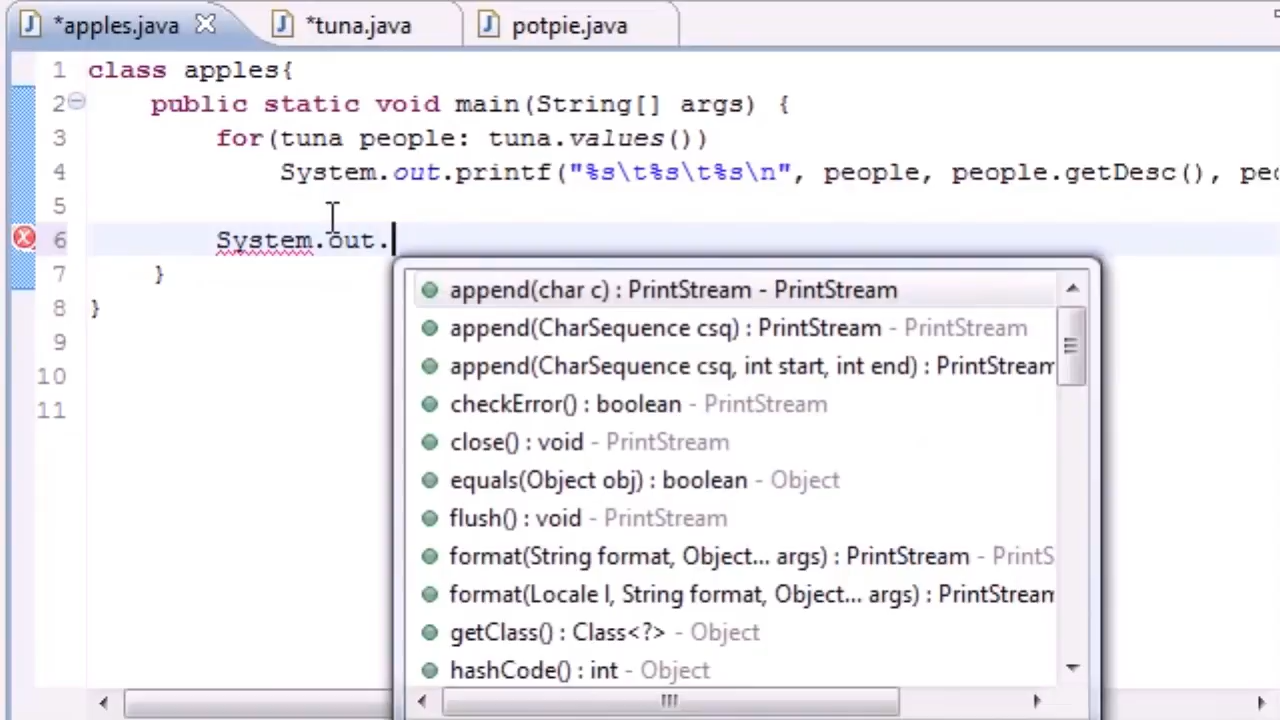 *apples.java *tuna.java potpie.java
1 class apples{
2 public static void main(String[] args) {
3 for(tuna people: tuna.values())
4 System.out.printf("%s\t%s\t%s\n", people, people.getDesc(), peo
5
6 System.out.
7 }
8 }
9
10
11
append(char c) : PrintStream - PrintStream
append(CharSequence csq) : PrintStream - PrintStream
append(CharSequence csq, int start, int end) : PrintStream
checkError() : boolean - PrintStream
close() : void - PrintStream
equals(Object obj) : boolean - Object
flush() : void - PrintStream
format(String format, Object... args) : PrintStream - PrintS
format(Locale l, String format, Object... args) : PrintStream
getClass() : Class<?> - Object
hashCode() : int - Object